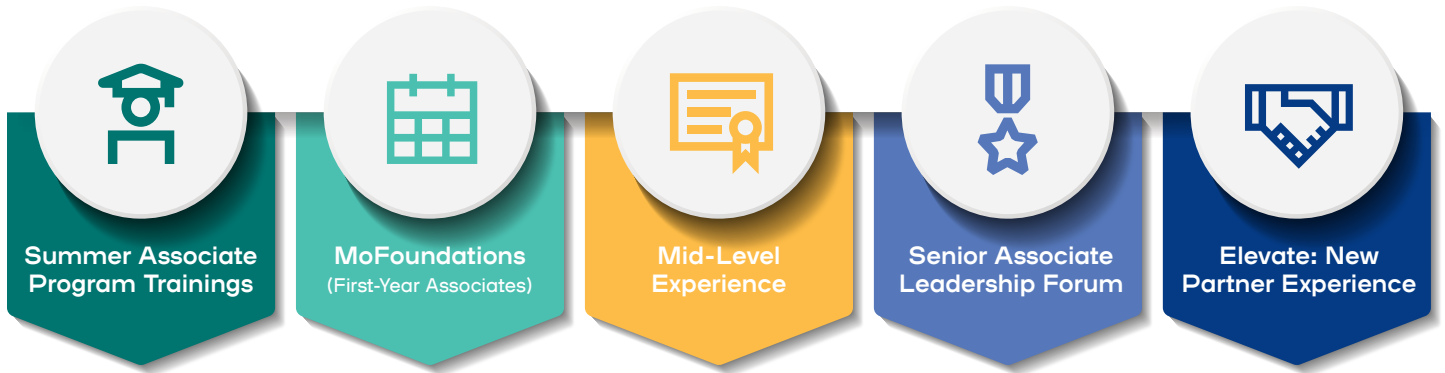 Summer Associate
Program Trainings
MoFoundations
(First-Year Associates)
Mid-Level
Experience
Senior Associate
Leadership Forum
Elevate: New
Partner Experience